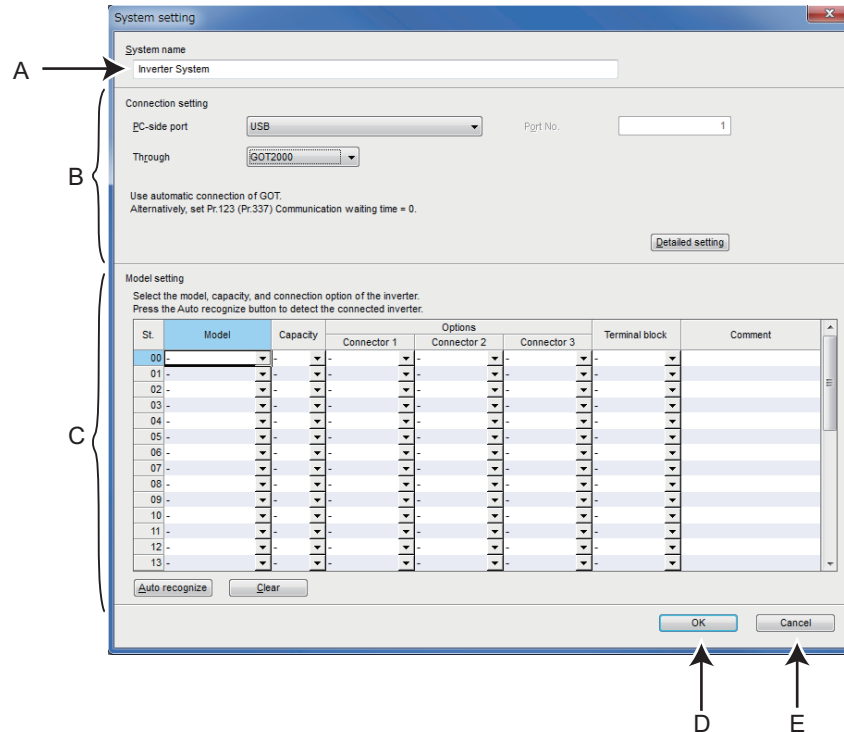 System setting
x
System name
A
Inverter System
Connection setting
PC-side port USB Port No. 1
Through GOT2000
B
Use automatic connection of GOT.
Alternatively, set Pr.123 (Pr.337) Communication waiting time = 0.
Detailed setting
Model setting
Select the model, capacity, and connection option of the inverter.
Press the Auto recognize button to detect the connected inverter.
St. Model Capacity Options Terminal block Comment
Connector 1 Connector 2 Connector 3
00 - - - - - -
01 - - - - - -
02 - - - - - -
03 - - - - - -
04 - - - - - -
05 - - - - - -
C
06 - - - - - -
07 - - - - - -
08 - - - - - -
09 - - - - - -
10 - - - - - -
11 - - - - - -
12 - - - - - -
13 - - - - - -
Auto recognize Clear
OK Cancel
D E